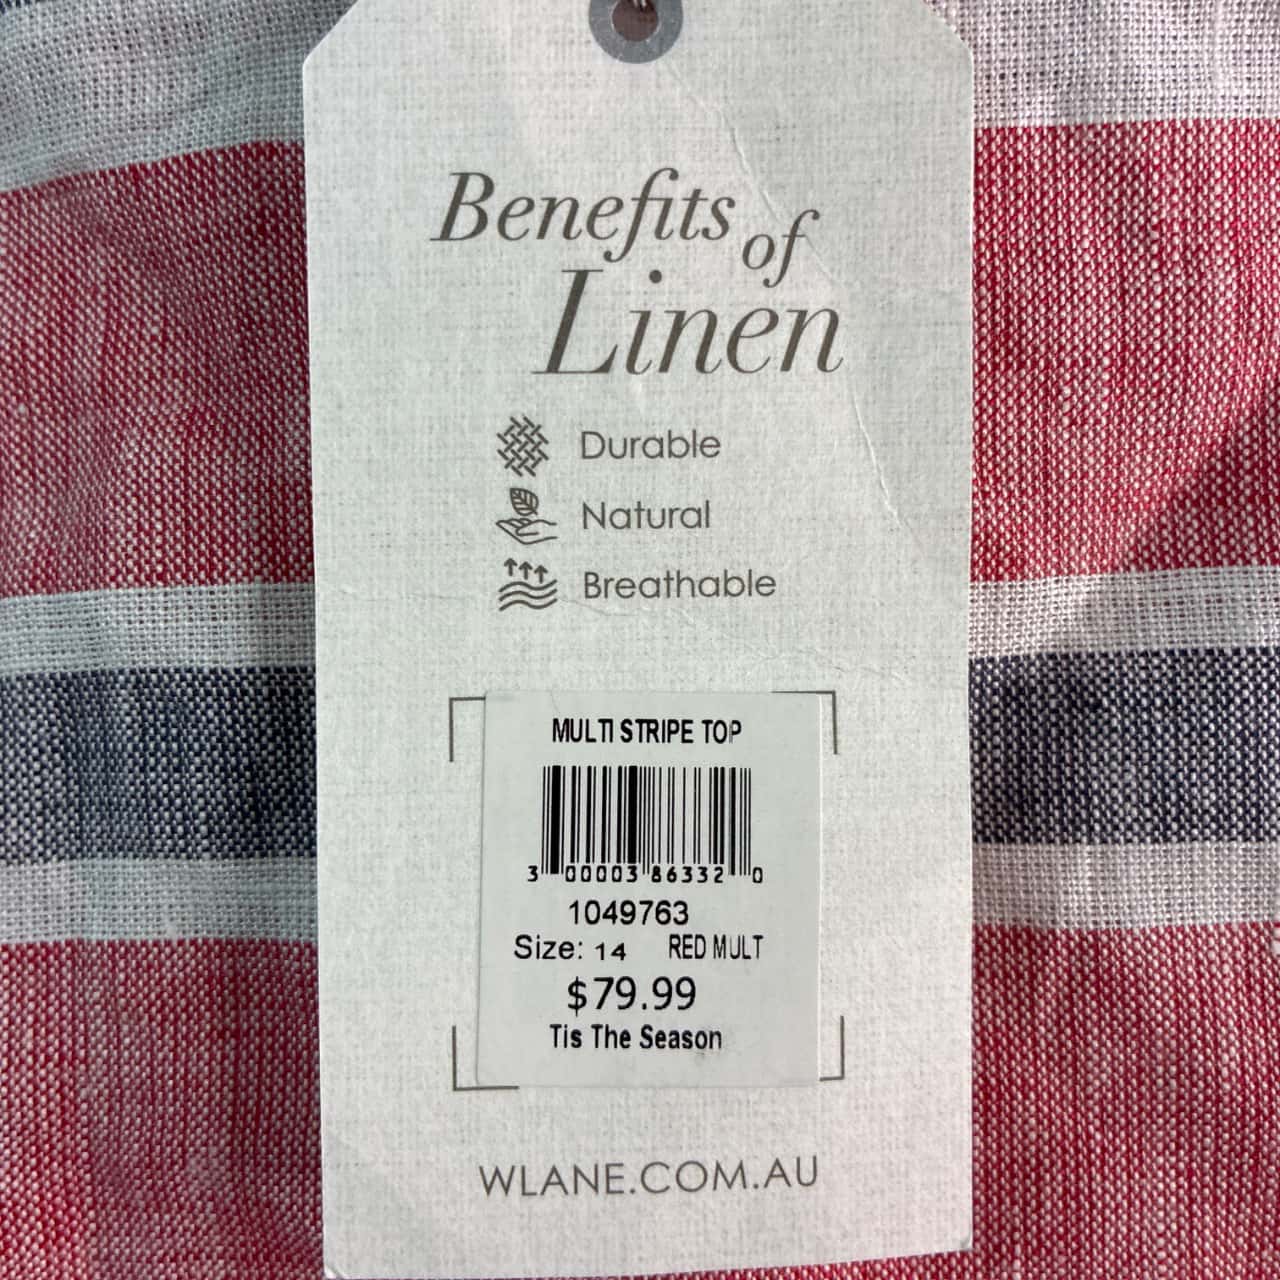 Benefits of
Linen
Durable
Natural
Breathable
MULTI STRIPE TOP
3 00003 86332 0
1049763
Size: 14 RED MULT
$79.99
Tis The Season
WLANE.COM.AU